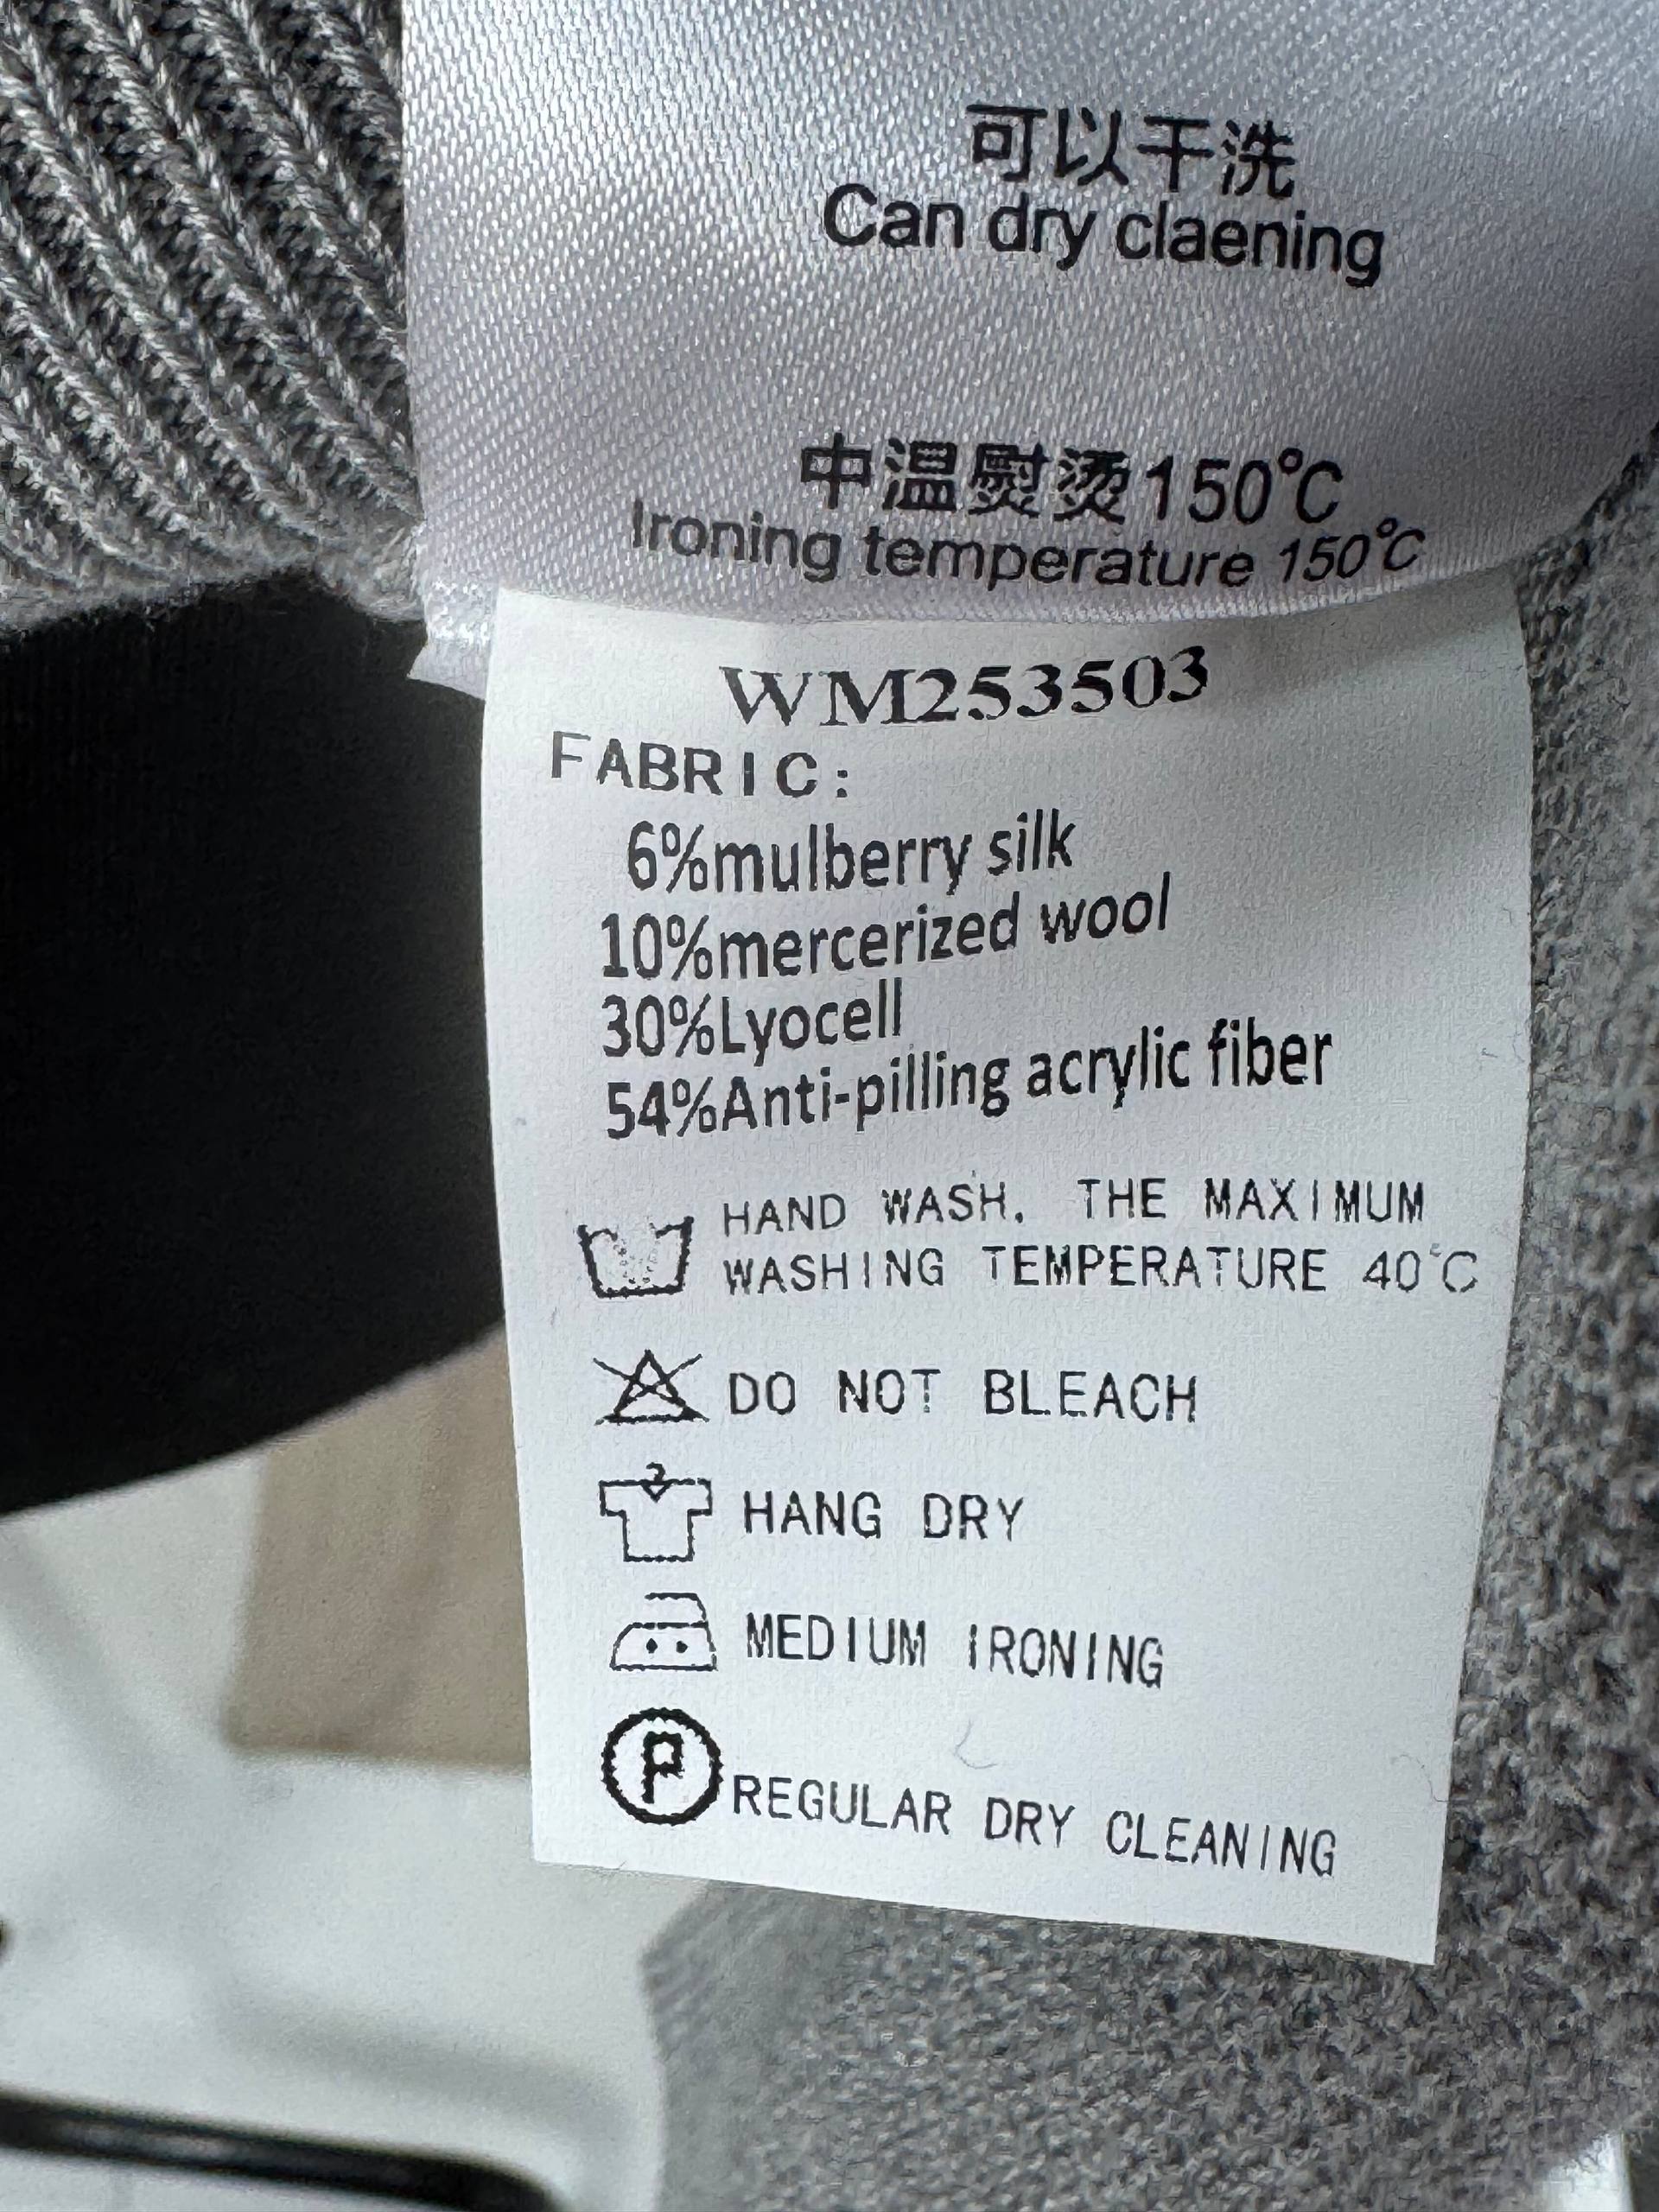 可以干洗
Can dry claening
中温熨烫150℃
Ironing temperature 150℃
WM253503
FABRIC:
6%mulberry silk
10%mercerized wool
30%Lyocell
54%Anti-pilling acrylic fiber
HAND WASH. THE MAXIMUM
WASHING TEMPERATURE 40℃
DO NOT BLEACH
HANG DRY
MEDIUM IRONING
P
REGULAR DRY CLEANING